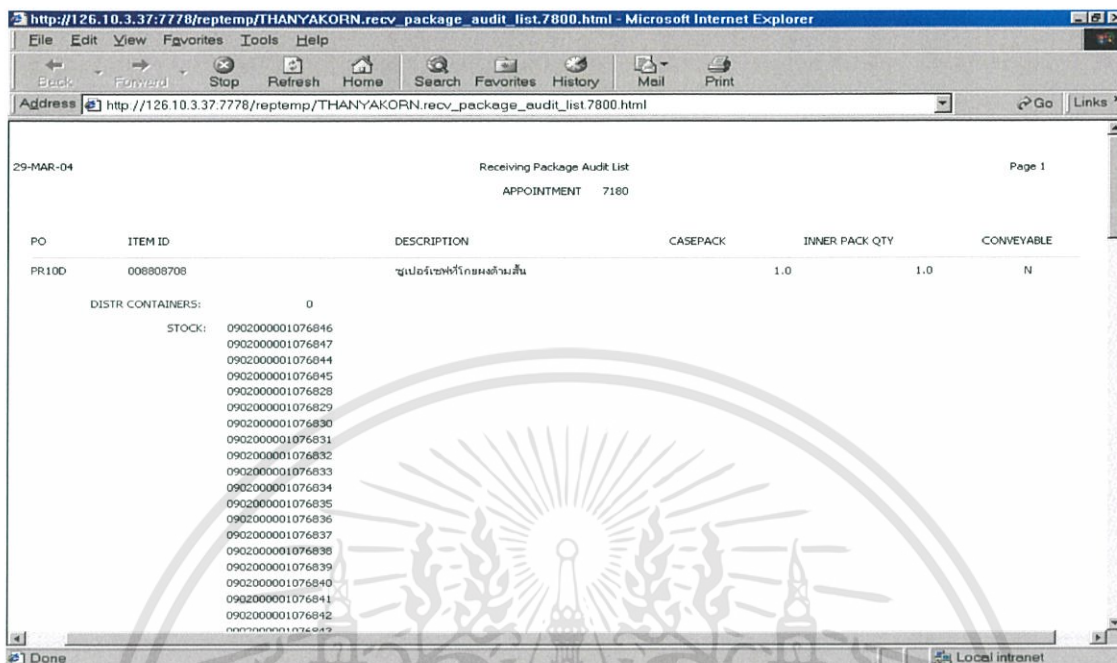 http://126.10.3.37:7778/reptemp/THANYAKORN.recv_package_audit_list.7800.html - Microsoft Internet Explorer
File Edit View Favorites Tools Help
Back Forward Stop Refresh Home Search Favorites History Mail Print
Address http://126.10.3.37:7778/reptemp/THANYAKORN.recv_package_audit_list.7800.html Go Links
29-MAR-04 Receiving Package Audit List Page 1
APPOINTMENT 7180
PO ITEM ID DESCRIPTION CASEPACK INNER PACK QTY CONVEYABLE
PR10D 008808708 ซูเปอร์เซฟที่โกยผงด้ามสั้น 1.0 1.0 N
DISTR CONTAINERS: 0
STOCK: 0902000001076846
0902000001076847
0902000001076844
0902000001076845
0902000001076828
0902000001076829
0902000001076830
0902000001076831
0902000001076832
0902000001076833
0902000001076834
0902000001076835
0902000001076836
0902000001076837
0902000001076838
0902000001076839
0902000001076840
0902000001076841
0902000001076842
0902000001076843
Done Local intranet